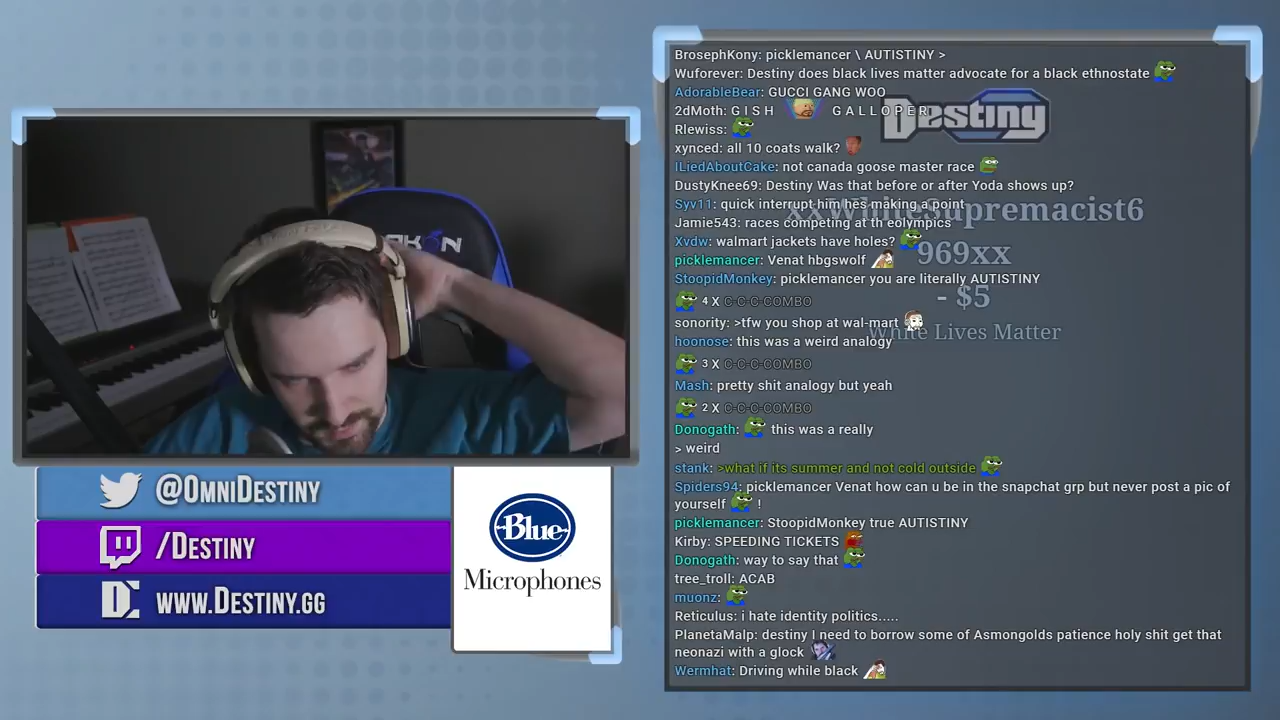 BrosephKony: picklemancer \ AUTISTINY >
Wuforever: Destiny does black lives matter advocate for a black ethnostate
AdorableBear: GUCCI GANG WOO
2dMoth: G I S H G A L L O P E R
Destiny
Rlewiss:
xynced: all 10 coats walk?
ILiedAboutCake: not canada goose master race
DustyKnee69: Destiny Was that before or after Yoda shows up?
Syv11: quick interrupt him hes making a point
xxWhiteSupremacist6
Jamie543: races competing at th eolympics
Xvdw: walmart jackets have holes?
969xx
picklemancer: Venat hbgswolf
StoopidMonkey: picklemancer you are literally AUTISTINY
- $5
4 X C-C-C-COMBO
sonority: >tfw you shop at wal-mart
White Lives Matter
hoonose: this was a weird analogy
3 X C-C-C-COMBO
Mash: pretty shit analogy but yeah
2 X C-C-C-COMBO
Donogath: this was a really
> weird
stank: >what if its summer and not cold outside
Spiders94: picklemancer Venat how can u be in the snapchat grp but never post a pic of
yourself !
picklemancer: StoopidMonkey true AUTISTINY
Kirby: SPEEDING TICKETS
Donogath: way to say that
tree_troll: ACAB
muonz:
Reticulus: i hate identity politics.....
PlanetaMalp: destiny I need to borrow some of Asmongolds patience holy shit get that
neonazi with a glock
Wermhat: Driving while black
@OmniDestiny
/Destiny
www.Destiny.gg
Blue
Microphones